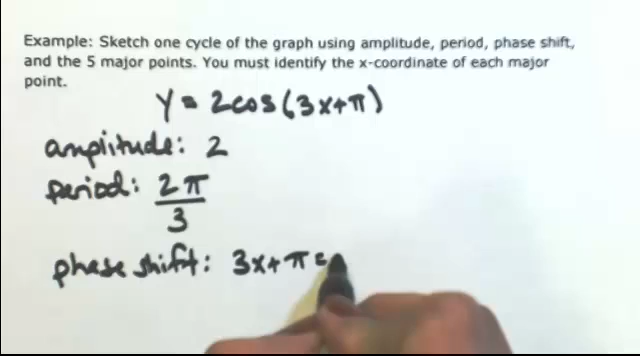 Example: Sketch one cycle of the graph using amplitude, period, phase shift,
and the 5 major points. You must identify the x-coordinate of each major
point.
y = 2cos(3x+π)
amplitude: 2
period: 2π/3
phase shift: 3x+π=